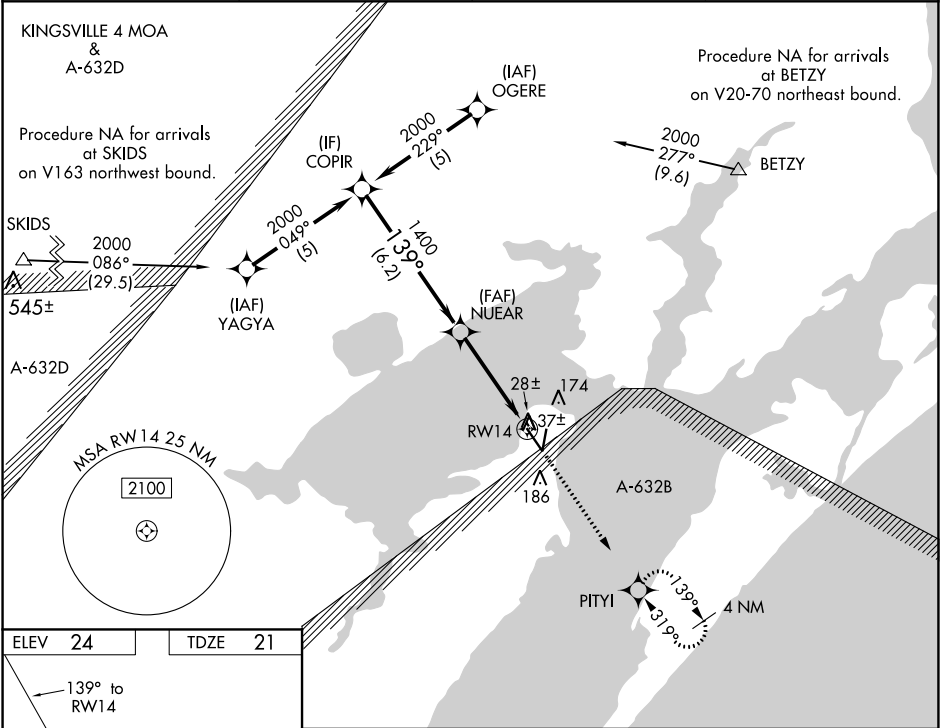 KINGSVILLE 4 MOA
&
A-632D
Procedure NA for arrivals
at SKIDS
on V163 northwest bound.
Procedure NA for arrivals
at BETZY
on V20-70 northeast bound.
(IAF)
OGERE
2000
229°
(5)
(IF)
COPIR
2000
277°
(9.6)
BETZY
SKIDS
2000
086°
(29.5)
545±
2000
049°
(5)
(IAF)
YAGYA
1400
139°
(6.2)
(FAF)
NUEAR
A-632D
28±
174
RW14
37±
186
A-632B
MSA RW14 25 NM
2100
PITYI
139°
319°
4 NM
ELEV 24
TDZE 21
139° to
RW14